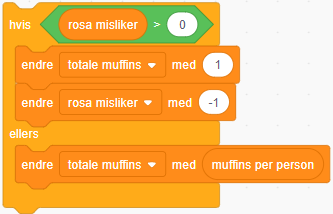 hvis rosa misliker > 0
endre totale muffins med 1
endre rosa misliker med -1
ellers
endre totale muffins med muffins per person